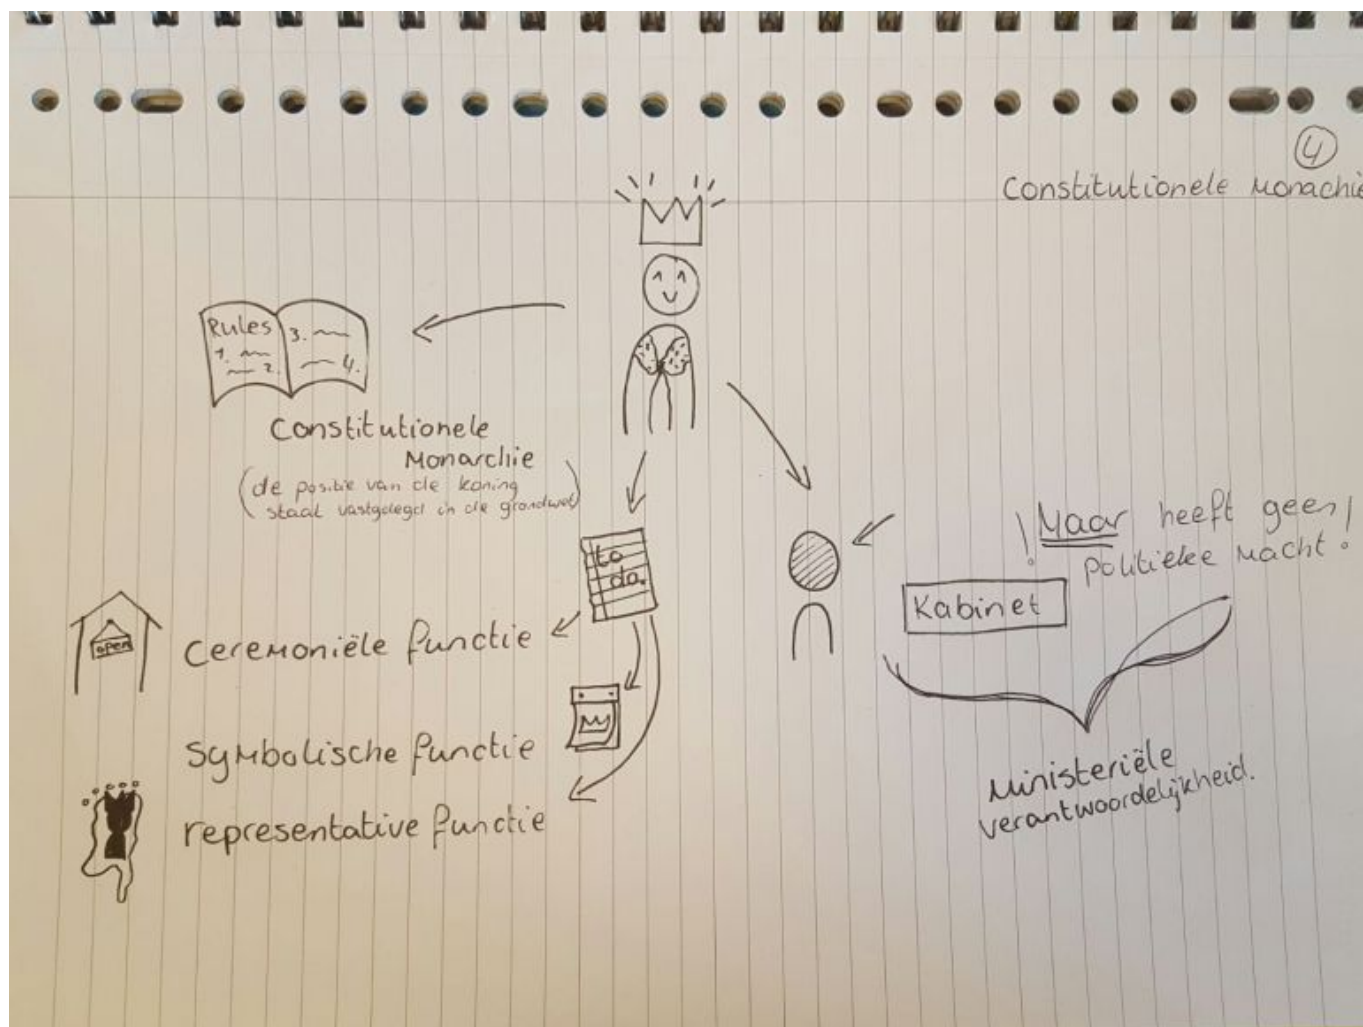 4
Constitutionele Monachie
Rules
1.
2.
3.
4.
Constitutionele
Monarchie
(de positie van de koning
staat vastgelegd in de grondwet)
to
do.
! Maar heeft geen
politieke macht !
Kabinet
open
Ceremoniële functie
Symbolische functie
representative functie
Ministeriële
verantwoordelijkheid.